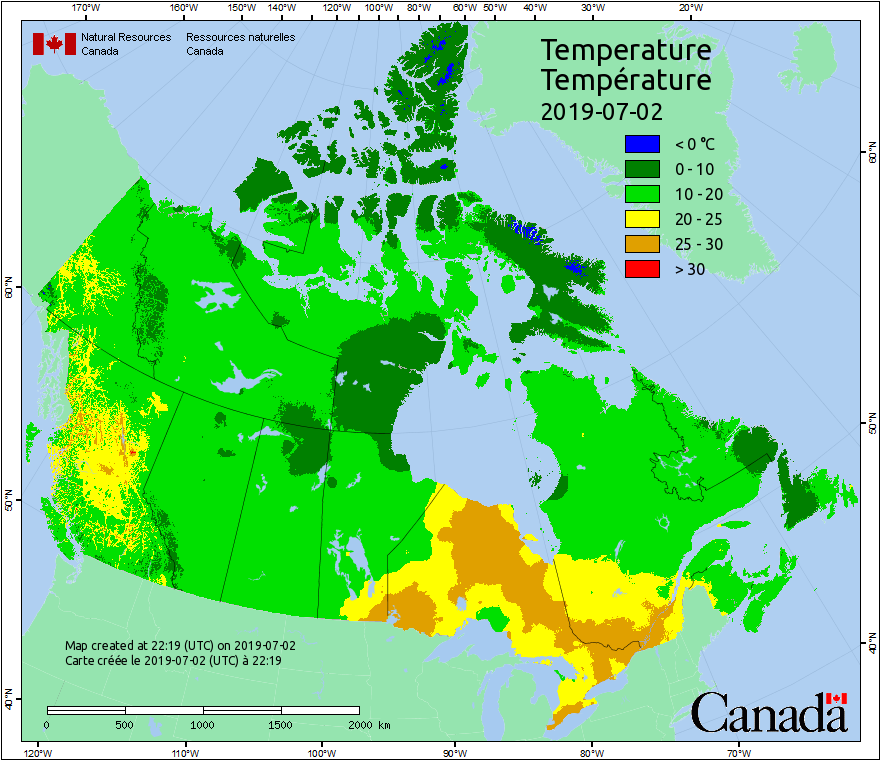 170°W 160°W 150°W 140°W 120°W 100°W 80°W 60°W 50°W 40°W 30°W 20°W
Natural Resources Ressources naturelles
Canada Canada
Temperature
Température
2019-07-02
< 0 °C
0 - 10
10 - 20
20 - 25
25 - 30
> 30
60°N
60°N
50°N
50°N
40°N
40°N
Map created at 22:19 (UTC) on 2019-07-02
Carte créée le 2019-07-02 (UTC) à 22:19
0 500 1000 1500 2000 km
Canada
120°W 110°W 100°W 90°W 80°W 70°W